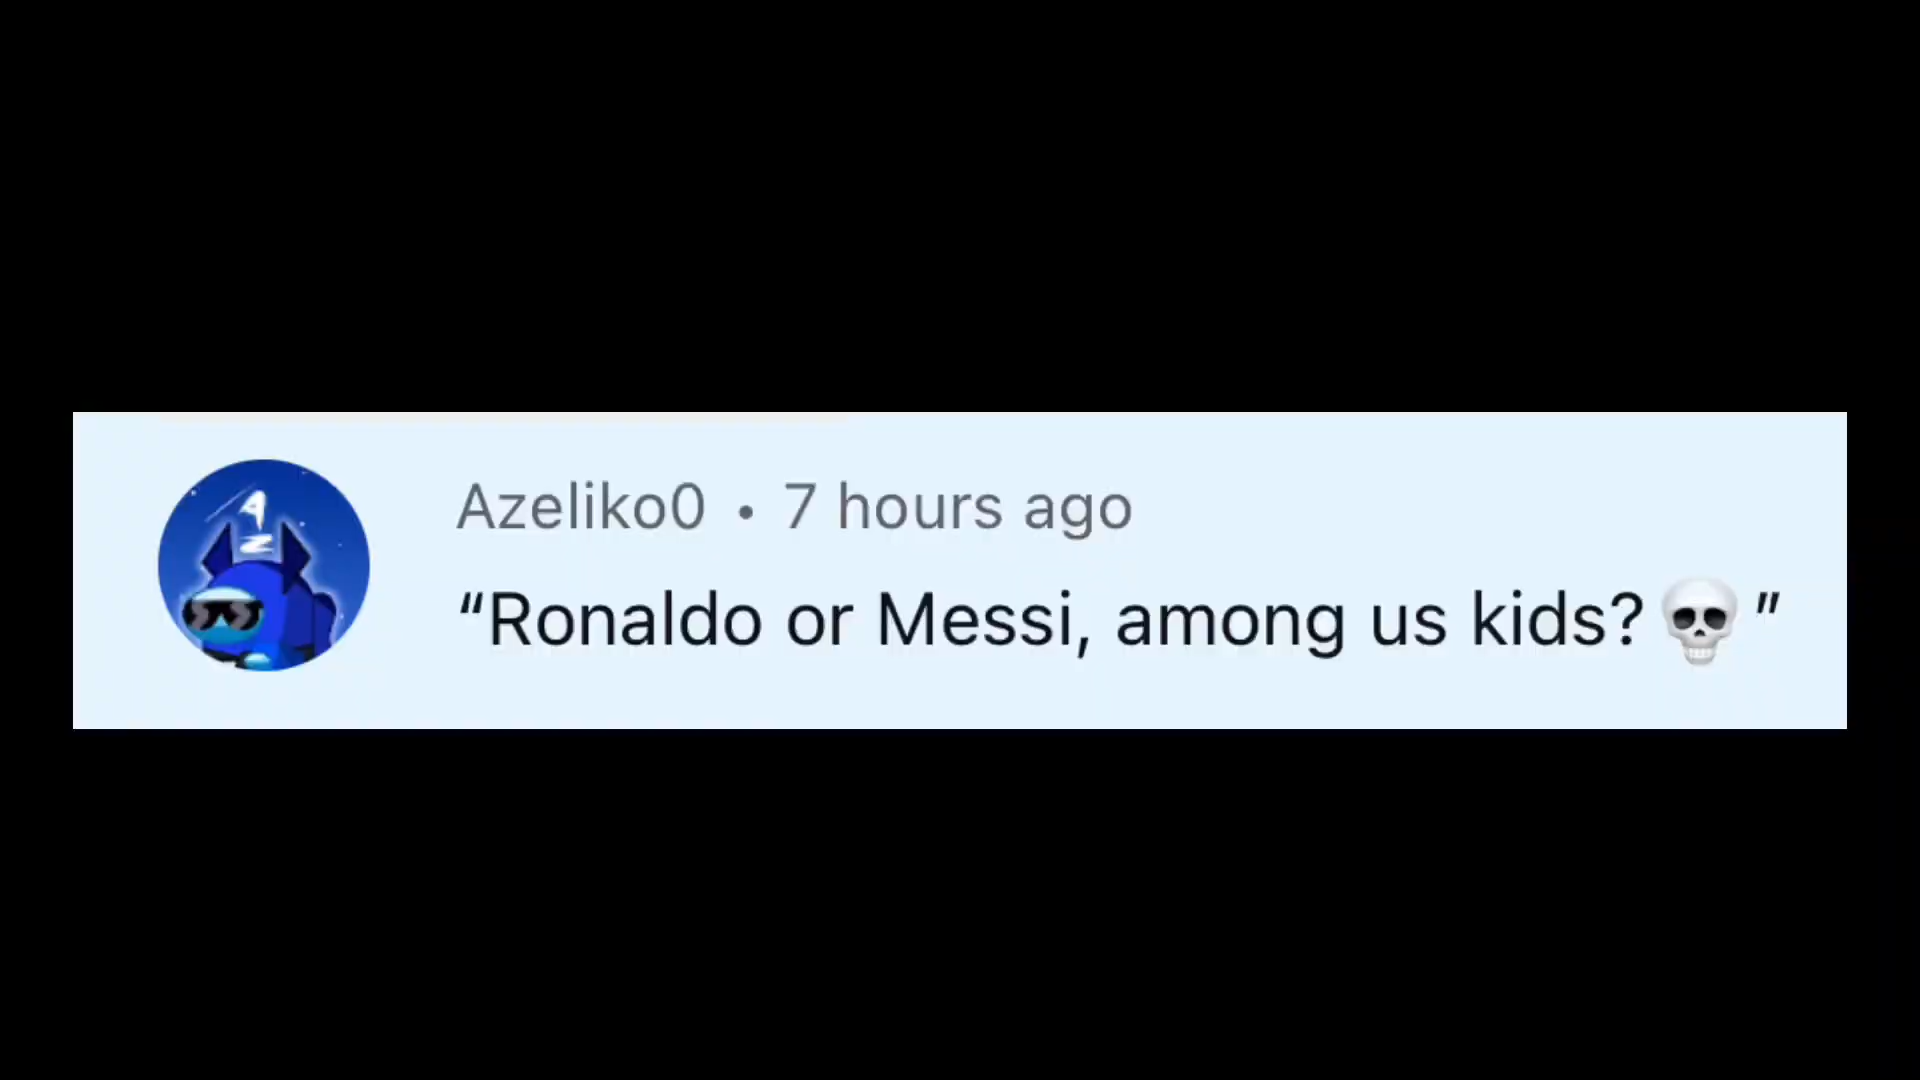 A
Z
Azeliko0 • 7 hours ago
“Ronaldo or Messi, among us kids?💀”